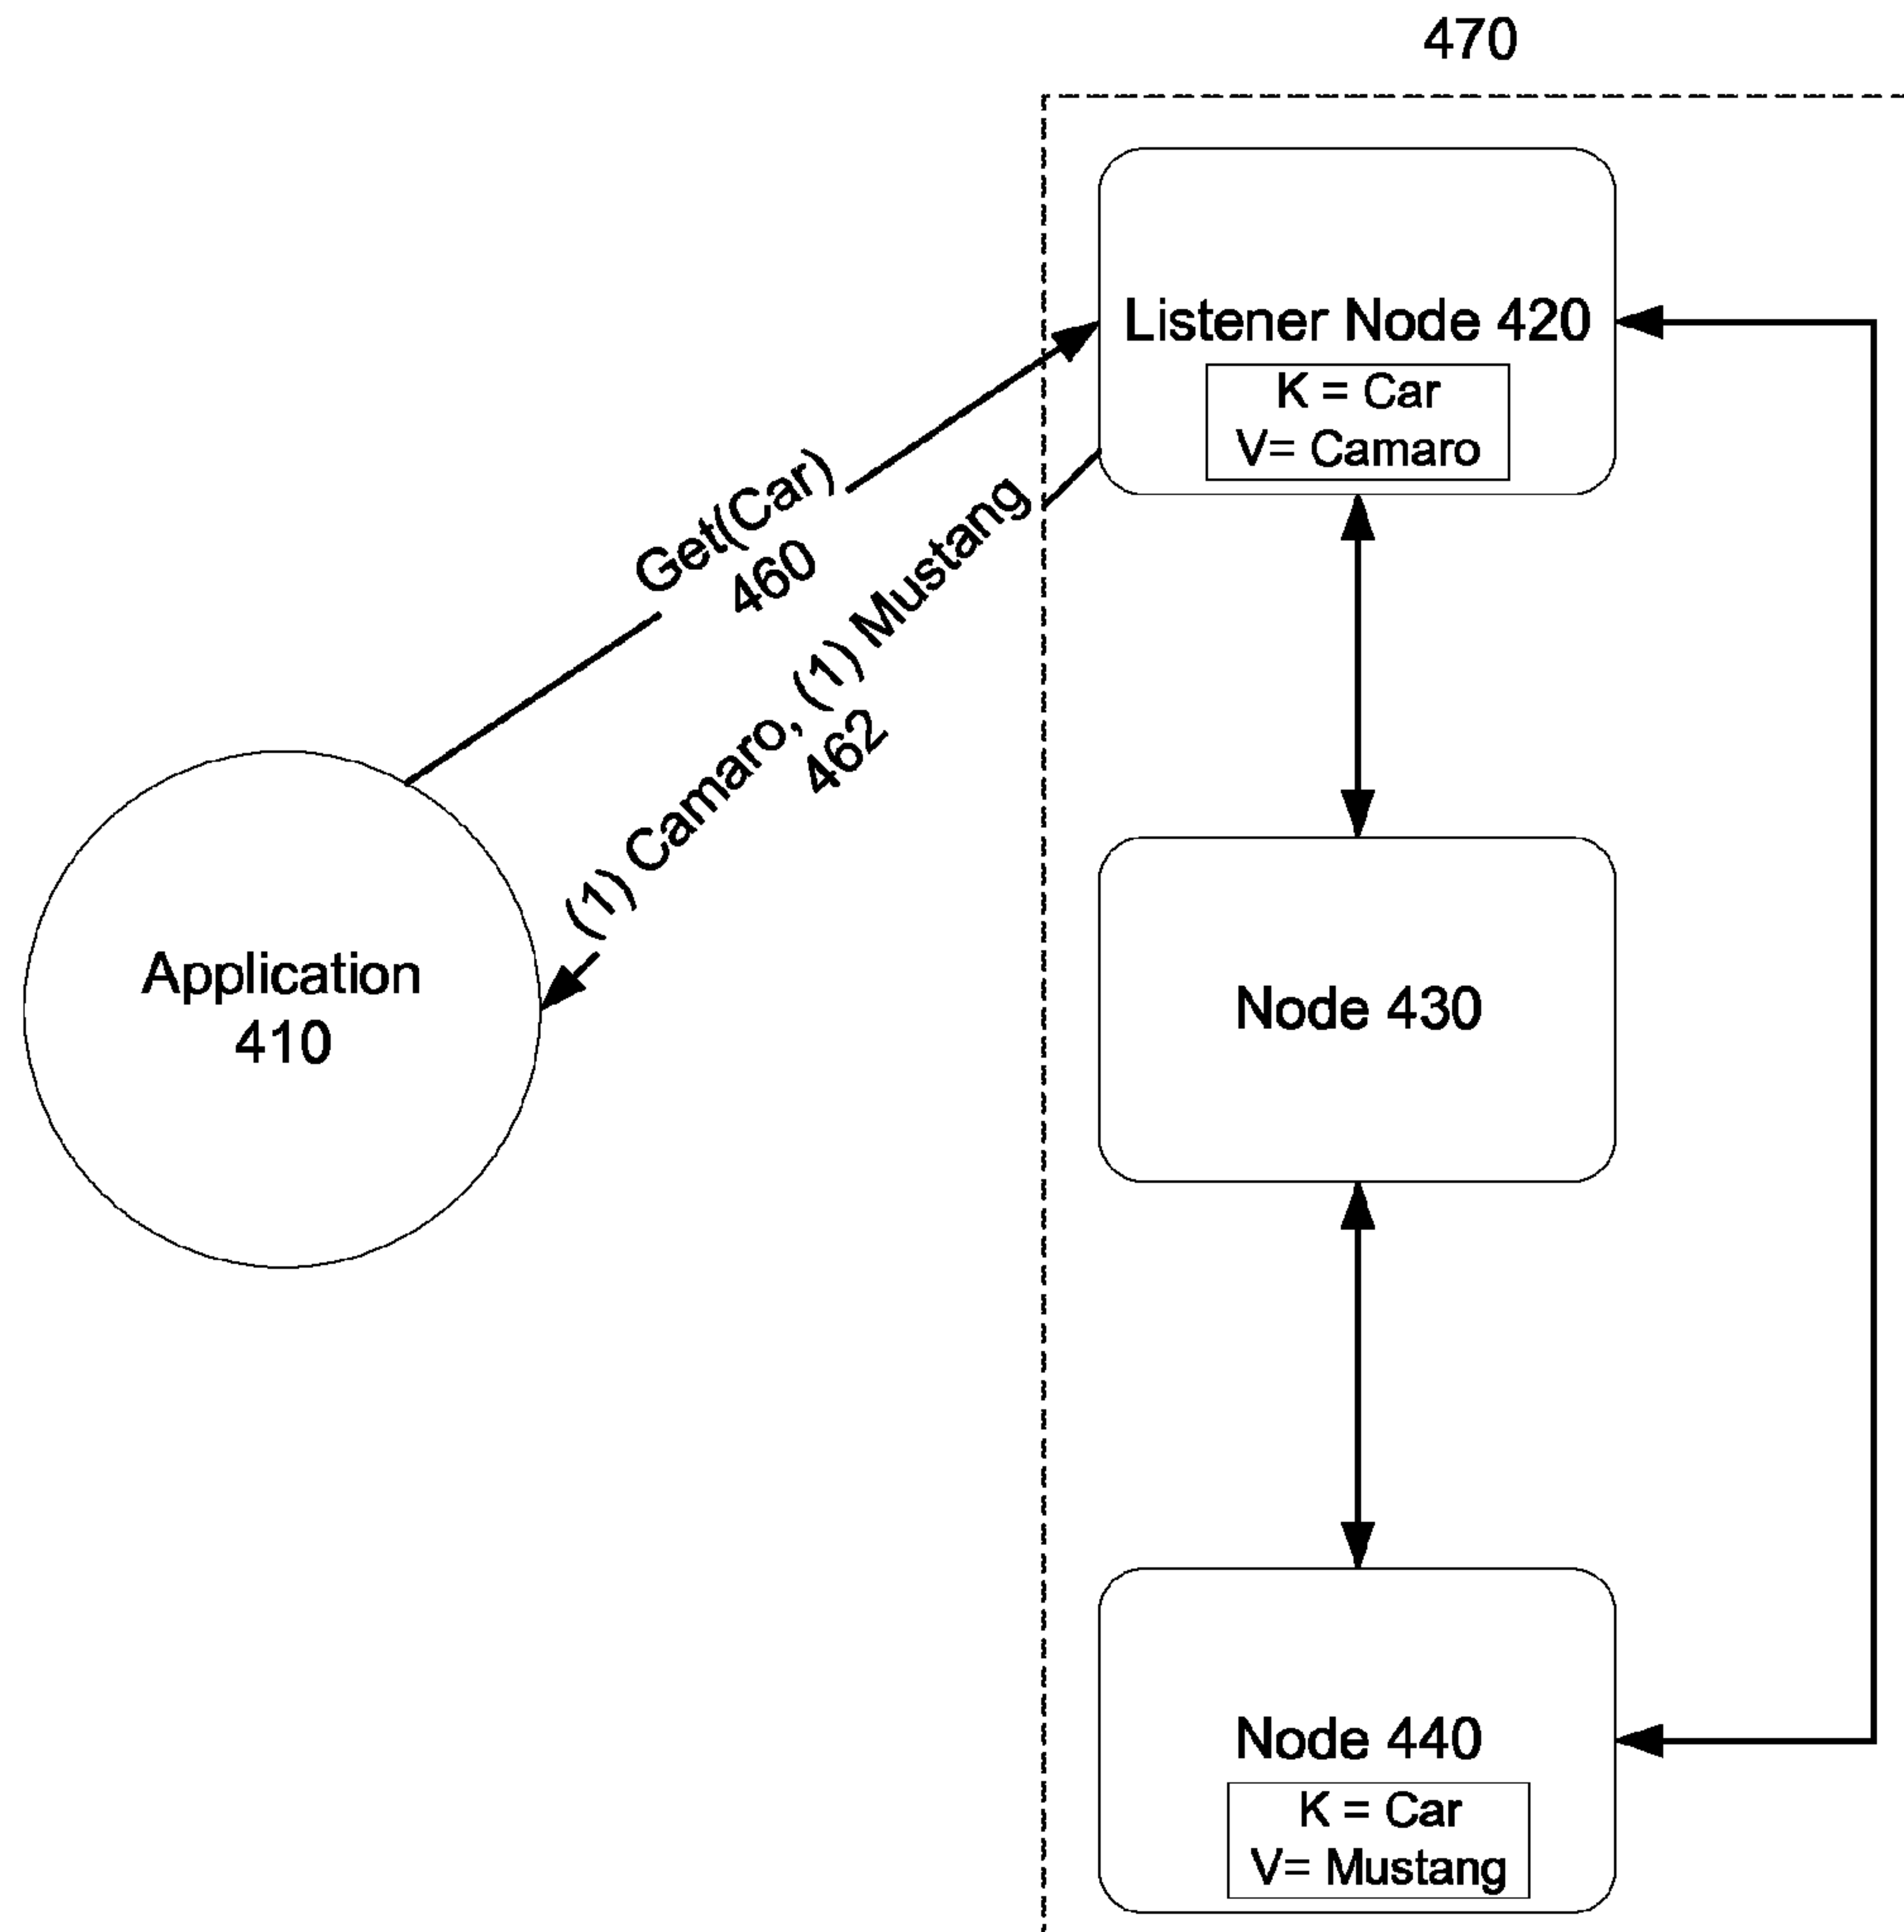 470
Listener Node 420
K = Car
V= Camaro
Get(Car)
460
(1) Camaro, (1) Mustang
462
Application
410
Node 430
Node 440
K = Car
V= Mustang